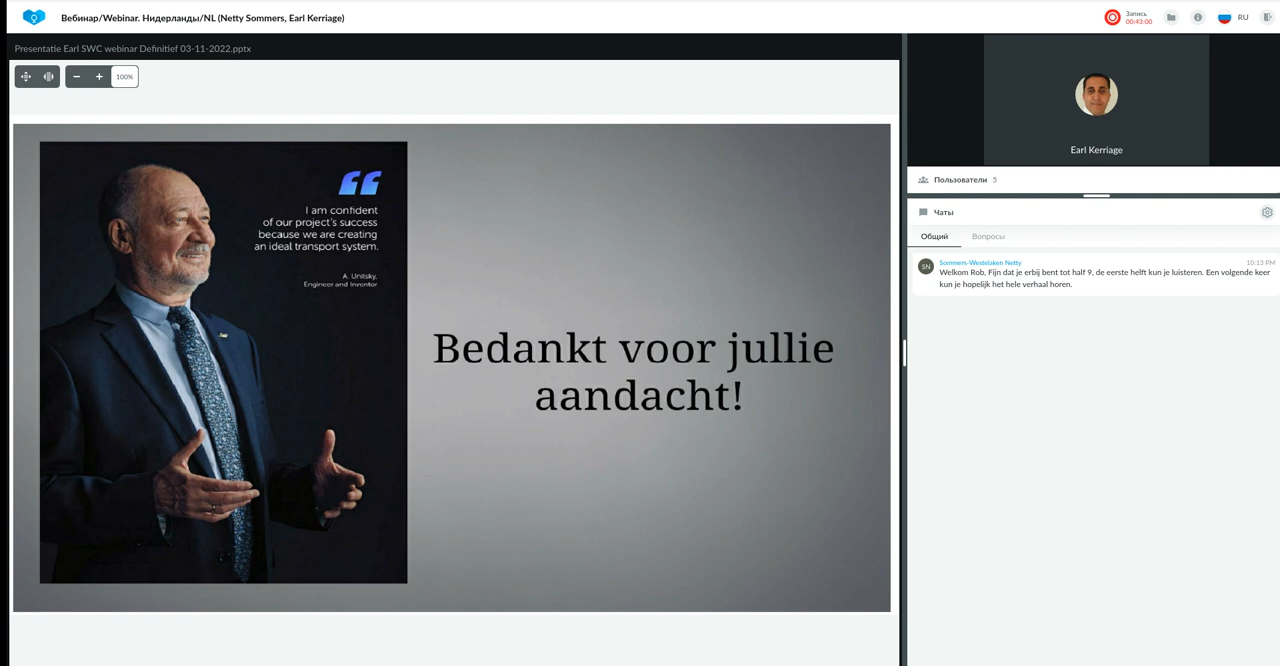 Вебинар/Webinar. Нидерланды/NL (Netty Sommers, Earl Kerriage)
Запись
00:43:00
RU
Presentatie Earl SWC webinar Definitief 03-11-2022.pptx
100%
I am confident
of our project's success
because we are creating
an ideal transport system.
A. Unitsky,
Engineer and Inventor
Bedankt voor jullie
aandacht!
Earl Kerriage
Пользователи 5
Чаты
Общий Вопросы
SN
Sommers-Westelaken Netty 10:13 PM
Welkom Rob, Fijn dat je erbij bent tot half 9, de eerste helft kun je luisteren. Een volgende keer
kun je hopelijk het hele verhaal horen.